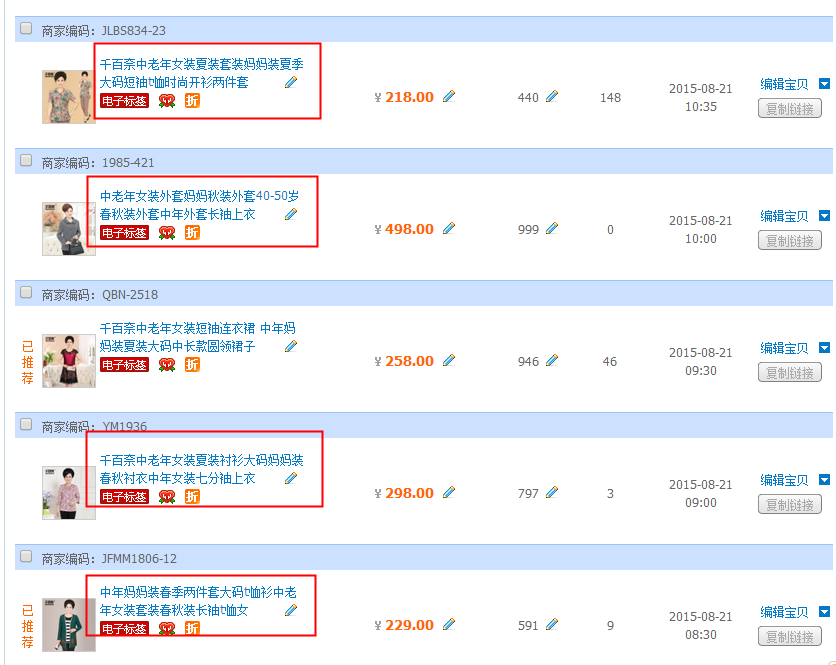 商家编码：JLBS834-23
千百奈中老年女装夏装套装妈妈装夏季
大码短袖t恤时尚开衫两件套
电子标签 折
¥ 218.00 440 148 2015-08-21
10:35
编辑宝贝
复制链接
商家编码：1985-421
中老年女装外套妈妈秋装外套40-50岁
春秋装外套中年外套长袖上衣
电子标签 折
¥ 498.00 999 0 2015-08-21
10:00
编辑宝贝
复制链接
商家编码：QBN-2518
已推荐
千百奈中老年女装短袖连衣裙 中年妈
妈装夏装大码中长款圆领裙子
电子标签 折
¥ 258.00 946 46 2015-08-21
09:30
编辑宝贝
复制链接
商家编码：YM1936
千百奈中老年女装夏装衬衫大码妈妈装
春秋衬衣中年女装七分袖上衣
电子标签 折
¥ 298.00 797 3 2015-08-21
09:00
编辑宝贝
复制链接
商家编码：JFMM1806-12
已推荐
中年妈妈装春季两件套大码t恤衫中老
年女装套装春秋装长袖t恤女
电子标签 折
¥ 229.00 591 9 2015-08-21
08:30
编辑宝贝
复制链接